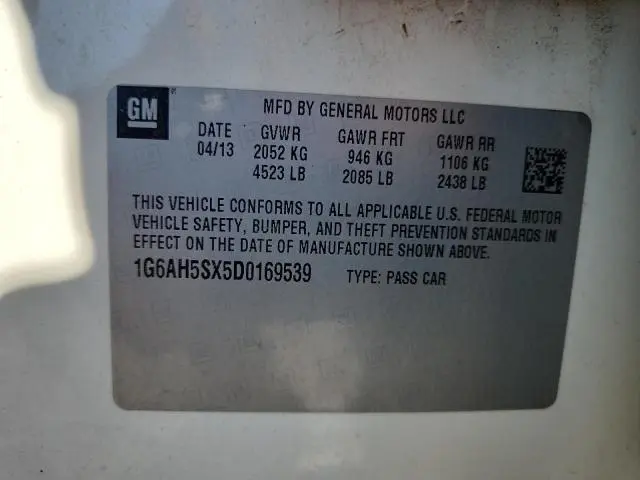 GM®
MFD BY GENERAL MOTORS LLC
DATE GVWR GAWR FRT GAWR RR
04/13 2052 KG 946 KG 1106 KG
4523 LB 2085 LB 2438 LB
THIS VEHICLE CONFORMS TO ALL APPLICABLE U.S. FEDERAL MOTOR
VEHICLE SAFETY, BUMPER, AND THEFT PREVENTION STANDARDS IN
EFFECT ON THE DATE OF MANUFACTURE SHOWN ABOVE.
1G6AH5SX5D0169539 TYPE: PASS CAR